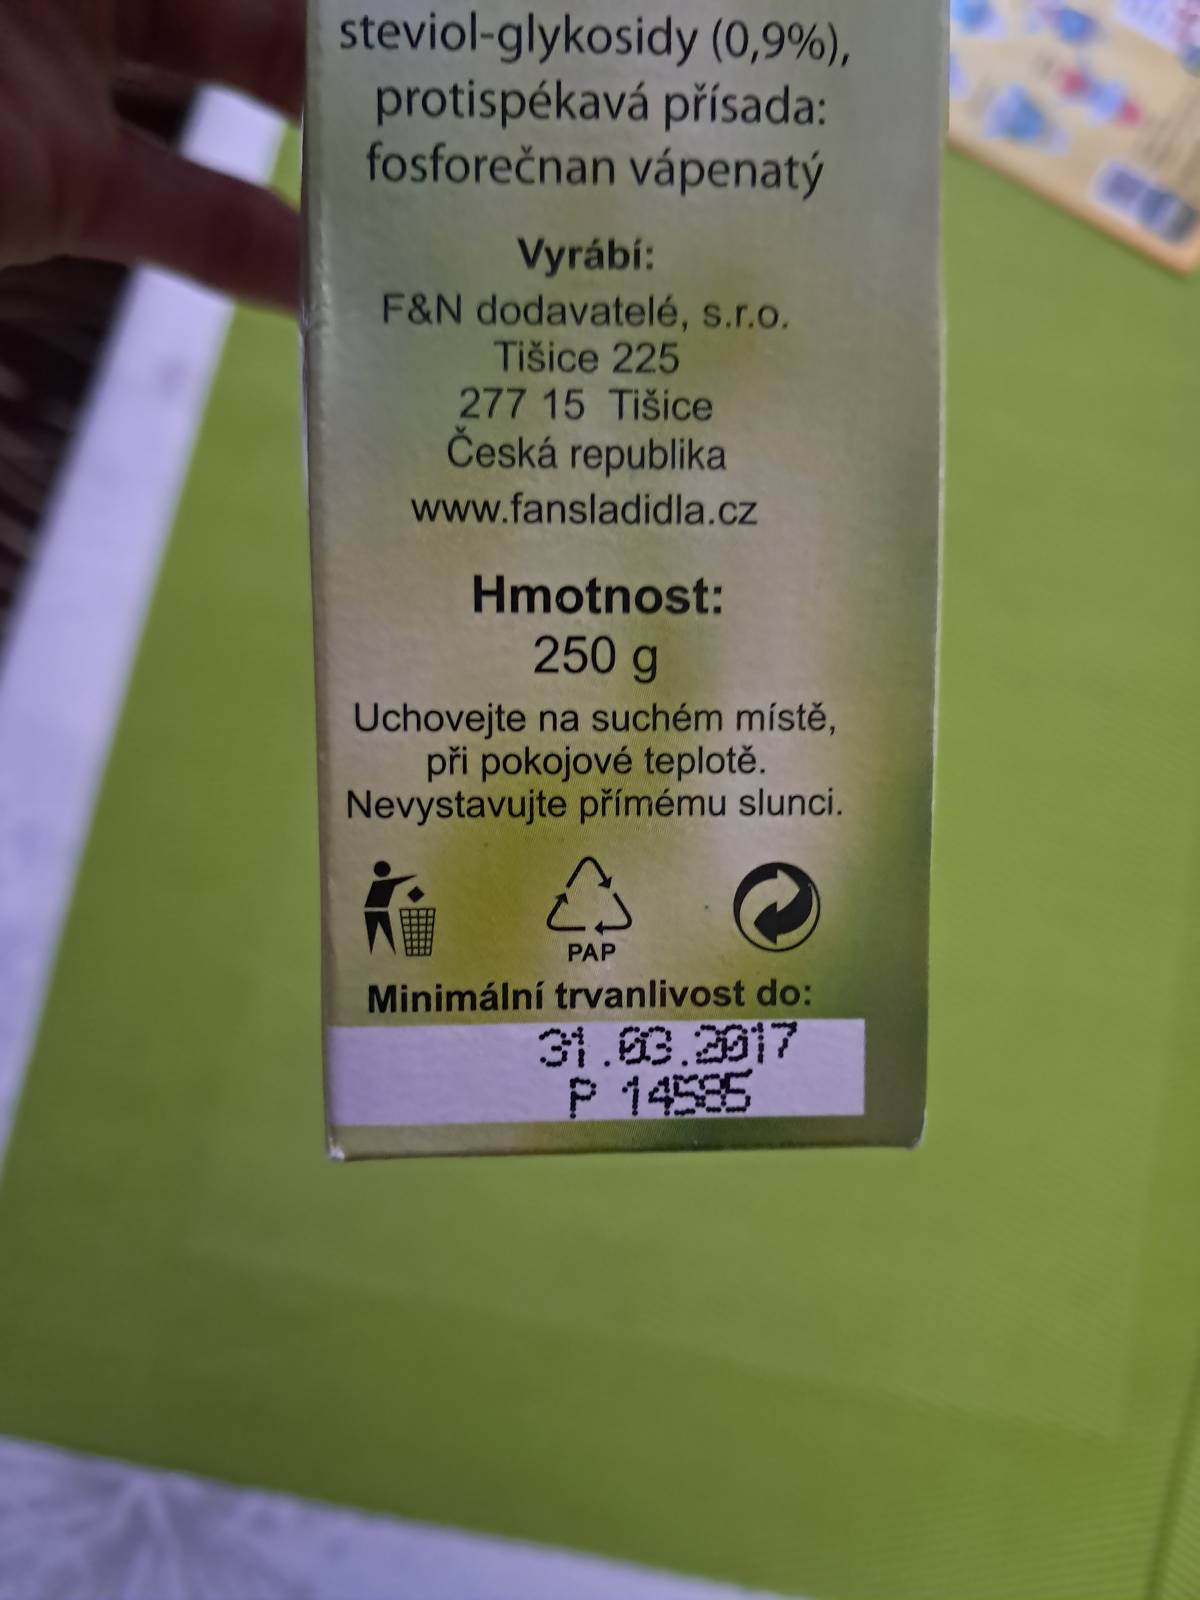 steviol-glykosidy (0,9%),
protispékavá přísada:
fosforečnan vápenatý
Vyrábí:
F&N dodavatelé, s.r.o.
Tišice 225
277 15 Tišice
Česká republika
www.fansladidla.cz
Hmotnost:
250 g
Uchovejte na suchém místě,
při pokojové teplotě.
Nevystavujte přímému slunci.
PAP
Minimální trvanlivost do:
31.03.2017
P 14585